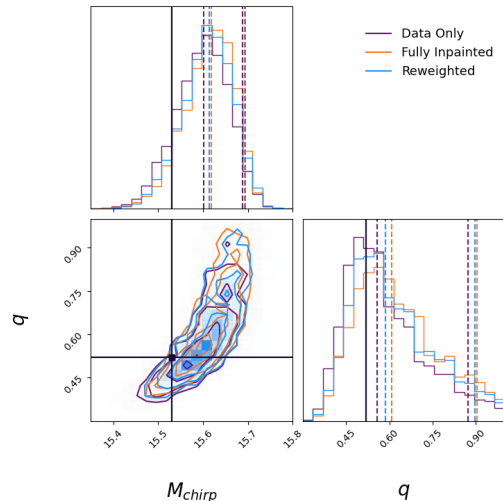 Data Only
Fully Inpainted
Reweighted
0.90
0.75
0.60
0.45
q
15.4
15.5
15.6
15.7
15.8
M_chirp
0.45
0.60
0.75
0.90
q